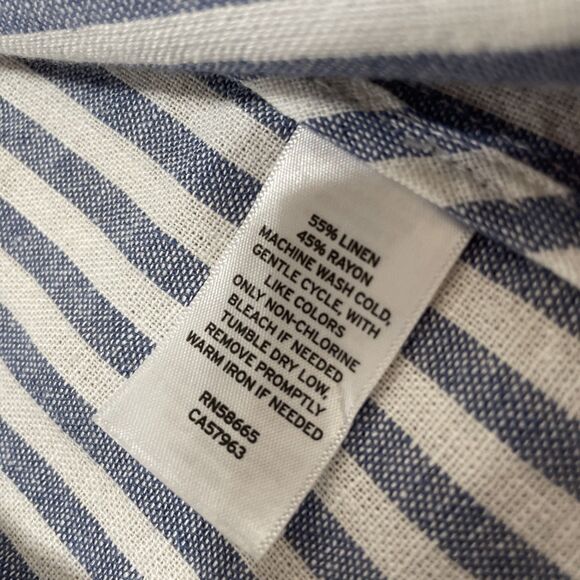 55% LINEN
45% RAYON
MACHINE WASH COLD,
GENTLE CYCLE, WITH
LIKE COLORS
ONLY NON-CHLORINE
BLEACH IF NEEDED
TUMBLE DRY LOW,
REMOVE PROMPTLY
WARM IRON IF NEEDED
RN58665
CA57963